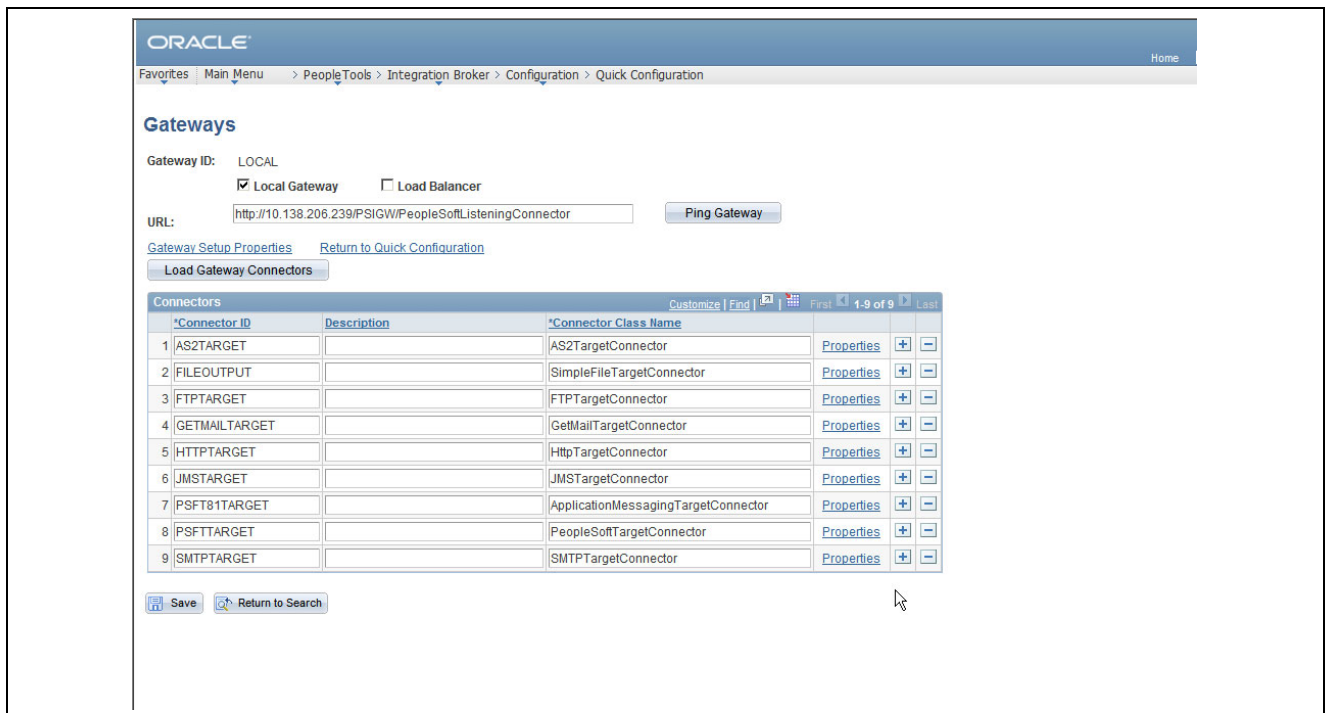 ORACLE
Home
Favorites Main Menu > PeopleTools > Integration Broker > Configuration > Quick Configuration
Gateways
Gateway ID: LOCAL
Local Gateway Load Balancer
URL: http://10.138.206.239/PSIGW/PeopleSoftListeningConnector Ping Gateway
Gateway Setup Properties Return to Quick Configuration
Load Gateway Connectors
Connectors Customize | Find | | First 1-9 of 9 Last
*Connector ID Description *Connector Class Name
1 AS2TARGET AS2TargetConnector Properties + -
2 FILEOUTPUT SimpleFileTargetConnector Properties + -
3 FTPTARGET FTPTargetConnector Properties + -
4 GETMAILTARGET GetMailTargetConnector Properties + -
5 HTTPTARGET HttpTargetConnector Properties + -
6 JMSTARGET JMSTargetConnector Properties + -
7 PSFT81TARGET ApplicationMessagingTargetConnector Properties + -
8 PSFTTARGET PeopleSoftTargetConnector Properties + -
9 SMTPTARGET SMTPTargetConnector Properties + -
Save Return to Search